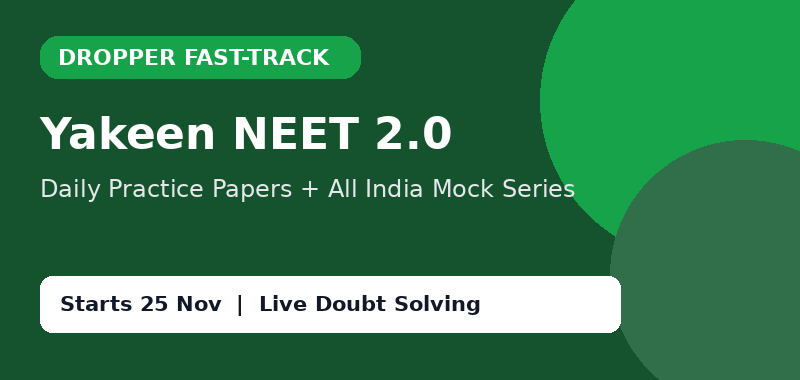 DROPPER FAST-TRACK
Yakeen NEET 2.0
Daily Practice Papers + All India Mock Series
Starts 25 Nov | Live Doubt Solving